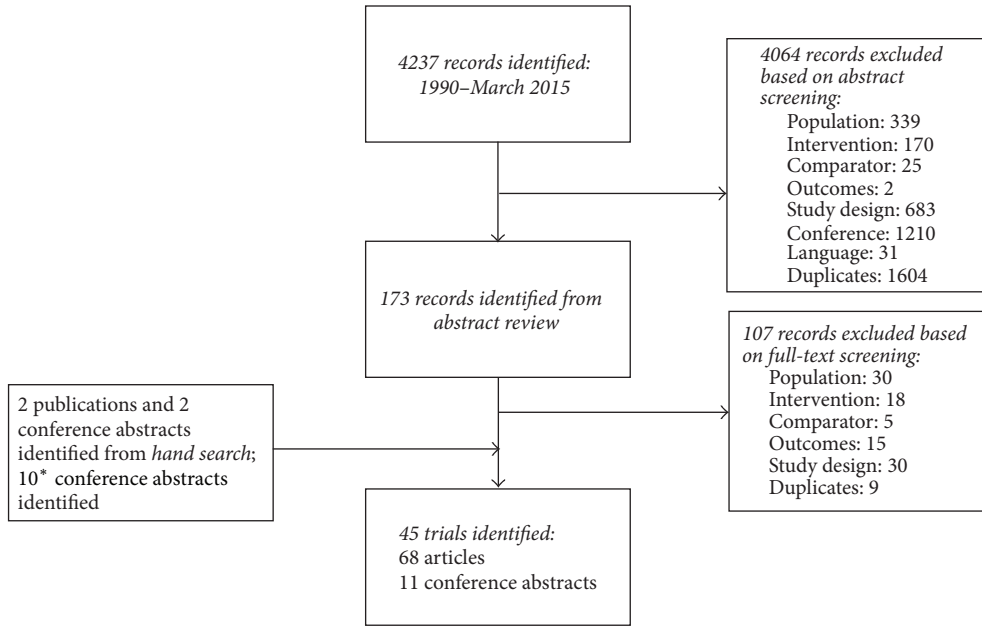 4237 records identified:
1990–March 2015
4064 records excluded
based on abstract
screening:
Population: 339
Intervention: 170
Comparator: 25
Outcomes: 2
Study design: 683
Conference: 1210
Language: 31
Duplicates: 1604
173 records identified from
abstract review
107 records excluded based
on full-text screening:
Population: 30
Intervention: 18
Comparator: 5
Outcomes: 15
Study design: 30
Duplicates: 9
2 publications and 2
conference abstracts
identified from hand search;
10* conference abstracts
identified
45 trials identified:
68 articles
11 conference abstracts